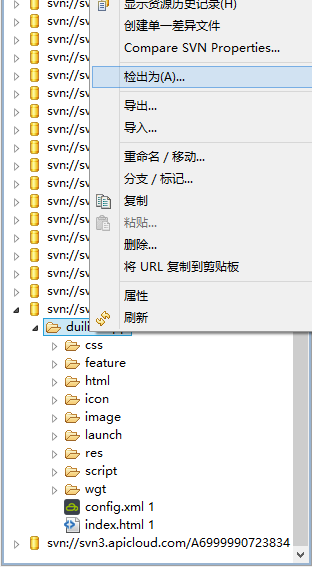 svn://sv
显示资源历史记录(H)
svn://sv
创建单一差异文件
svn://sv
Compare SVN Properties...
svn://sv
svn://sv
检出为(A)...
svn://sv
导出...
svn://sv
导入...
svn://sv
svn://sv
重命名 / 移动...
svn://sv
分支 / 标记...
svn://sv
复制
svn://sv
粘贴...
svn://sv
删除...
svn://sv
将 URL 复制到剪贴板
svn://sv
svn://sv
属性
svn://sv
刷新
duili
css
feature
html
icon
image
launch
res
script
wgt
config.xml 1
index.html 1
svn://svn3.apicloud.com/A6999990723834